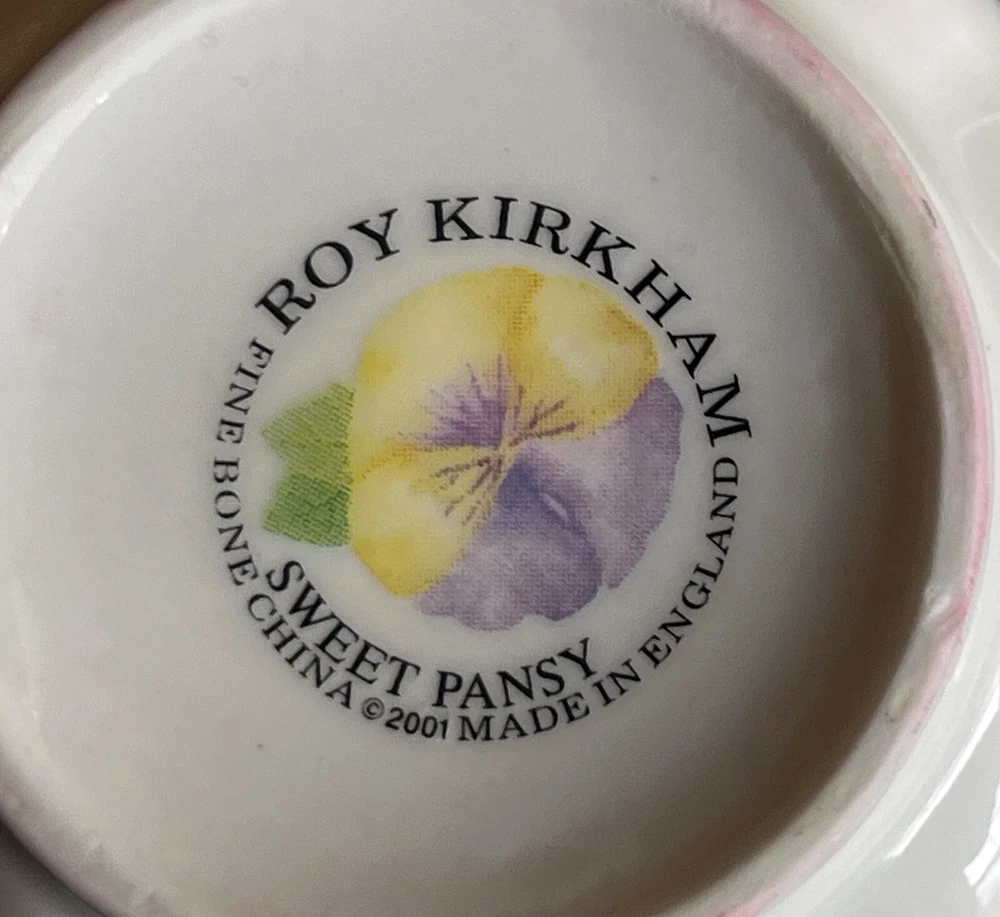 ROY KIRKHAM
SWEET PANSY
FINE BONE CHINA © 2001 MADE IN ENGLAND